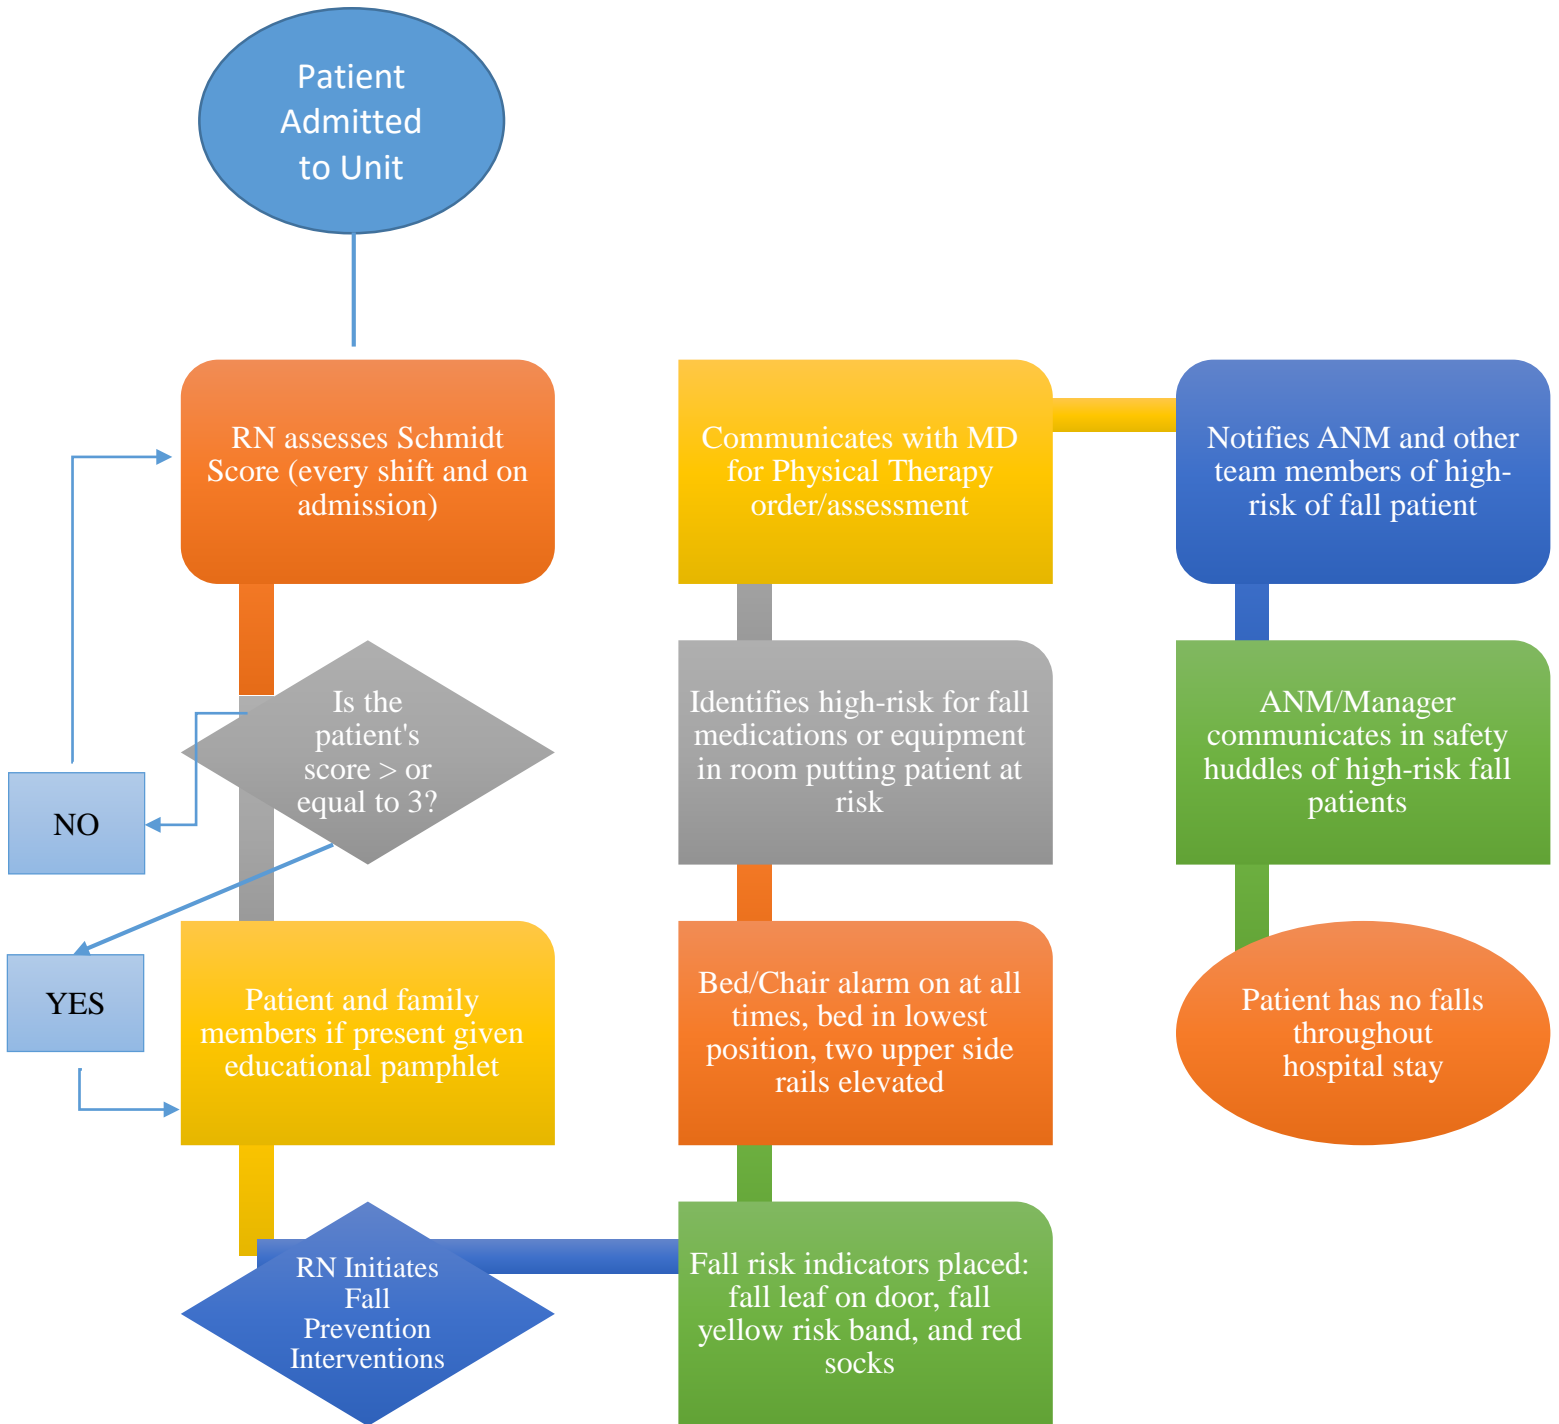 Patient
Admitted
to Unit
RN assesses Schmidt
Score (every shift and on
admission)
Is the
patient's
score > or
equal to 3?
NO
YES
Patient and family
members if present given
educational pamphlet
RN Initiates
Fall
Prevention
Interventions
Fall risk indicators placed:
fall leaf on door, fall
yellow risk band, and red
socks
Bed/Chair alarm on at all
times, bed in lowest
position, two upper side
rails elevated
Identifies high-risk for fall
medications or equipment
in room putting patient at
risk
Communicates with MD
for Physical Therapy
order/assessment
Notifies ANM and other
team members of high-
risk of fall patient
ANM/Manager
communicates in safety
huddles of high-risk fall
patients
Patient has no falls
throughout
hospital stay